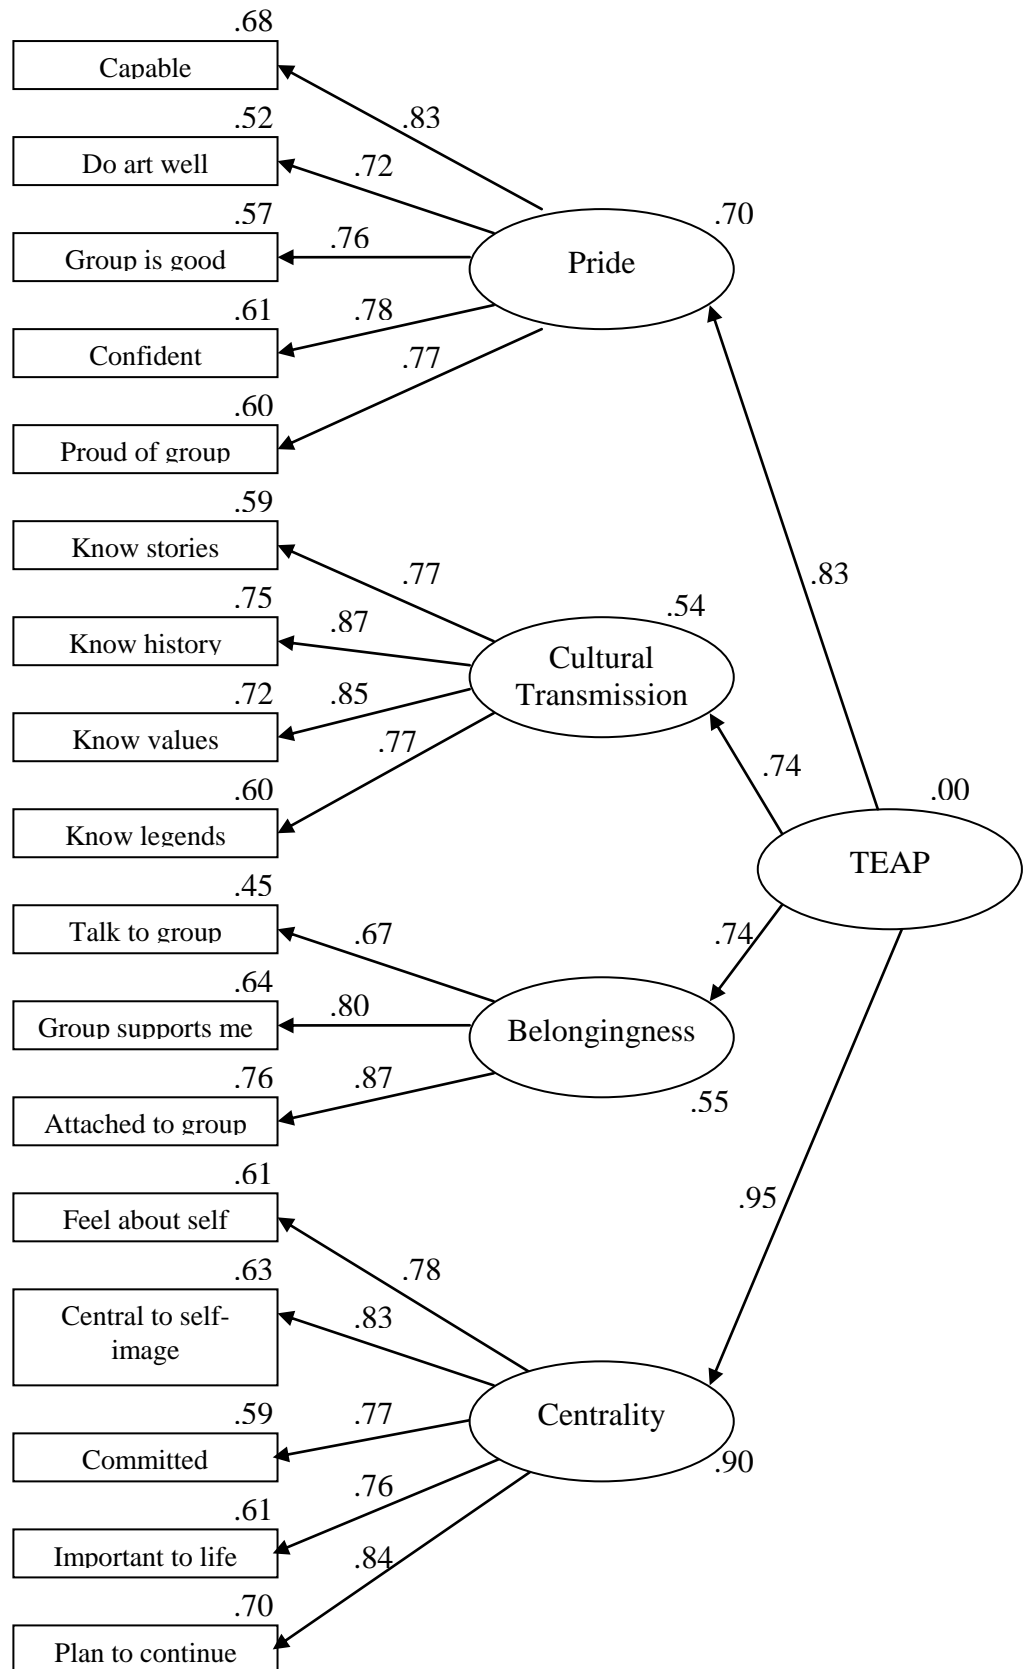 .68
Capable
.83
.52
Do art well
.72
.57
Group is good
.76
.70
Pride
.61
Confident
.78
.77
.60
Proud of group
.59
Know stories
.77
.83
.75
Know history
.87
.54
Cultural
Transmission
.72
Know values
.85
.77
.74
.60
Know legends
.00
TEAP
.45
Talk to group
.67
.74
.64
Group supports me
.80
Belongingness
.76
Attached to group
.87
.55
.61
Feel about self
.95
.78
.63
Central to self-
image
.83
.59
Committed
.77
Centrality
.90
.76
.61
Important to life
.84
.70
Plan to continue